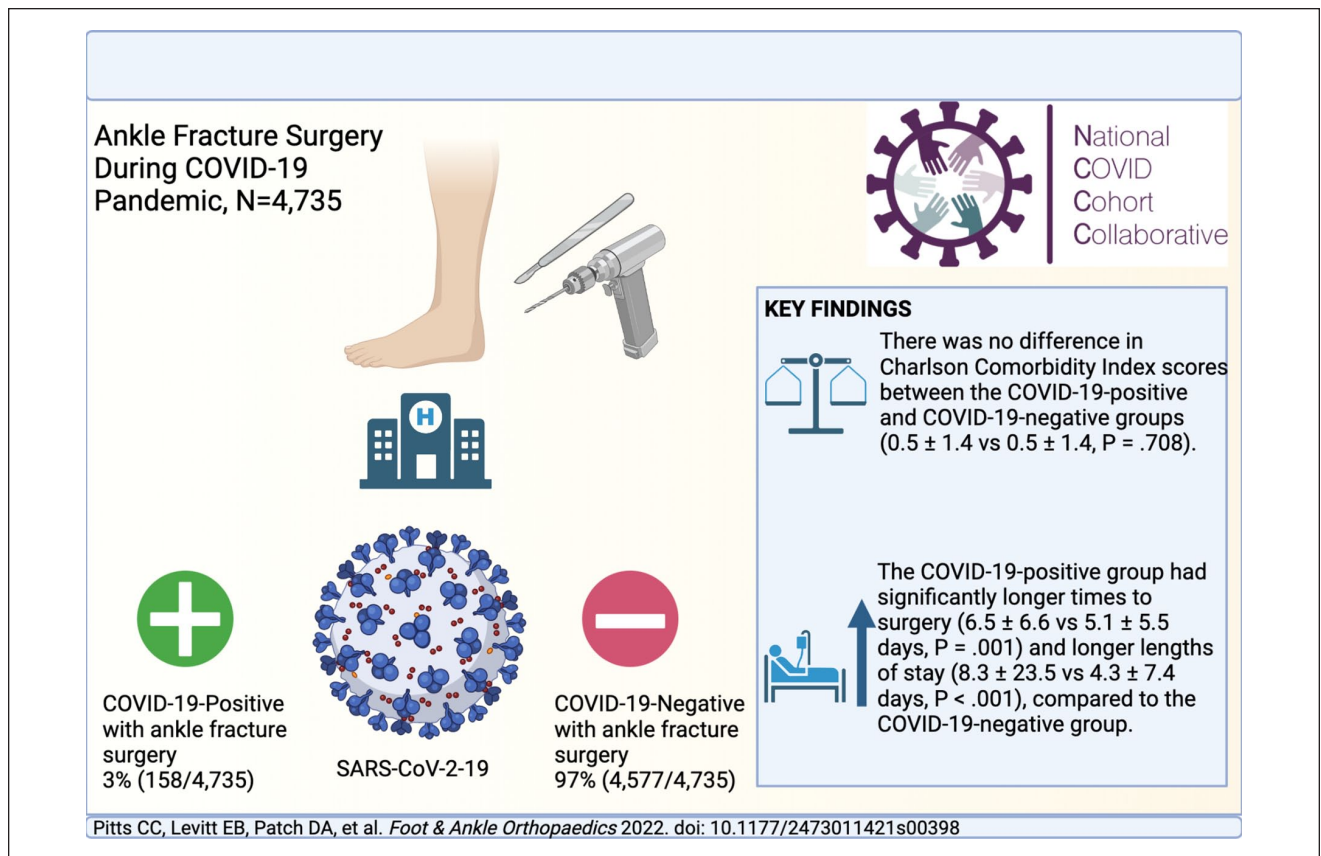 Ankle Fracture Surgery
During COVID-19
Pandemic, N=4,735
National
COVID
Cohort
Collaborative
KEY FINDINGS
There was no difference in
Charlson Comorbidity Index scores
between the COVID-19-positive
and COVID-19-negative groups
(0.5 ± 1.4 vs 0.5 ± 1.4, P = .708).
H
The COVID-19-positive group had
significantly longer times to
surgery (6.5 ± 6.6 vs 5.1 ± 5.5
days, P = .001) and longer lengths
of stay (8.3 ± 23.5 vs 4.3 ± 7.4
days, P < .001), compared to the
COVID-19-negative group.
COVID-19-Positive
with ankle fracture
surgery
3% (158/4,735)
SARS-CoV-2-19
COVID-19-Negative
with ankle fracture
surgery
97% (4,577/4,735)
Pitts CC, Levitt EB, Patch DA, et al. Foot & Ankle Orthopaedics 2022. doi: 10.1177/2473011421s00398